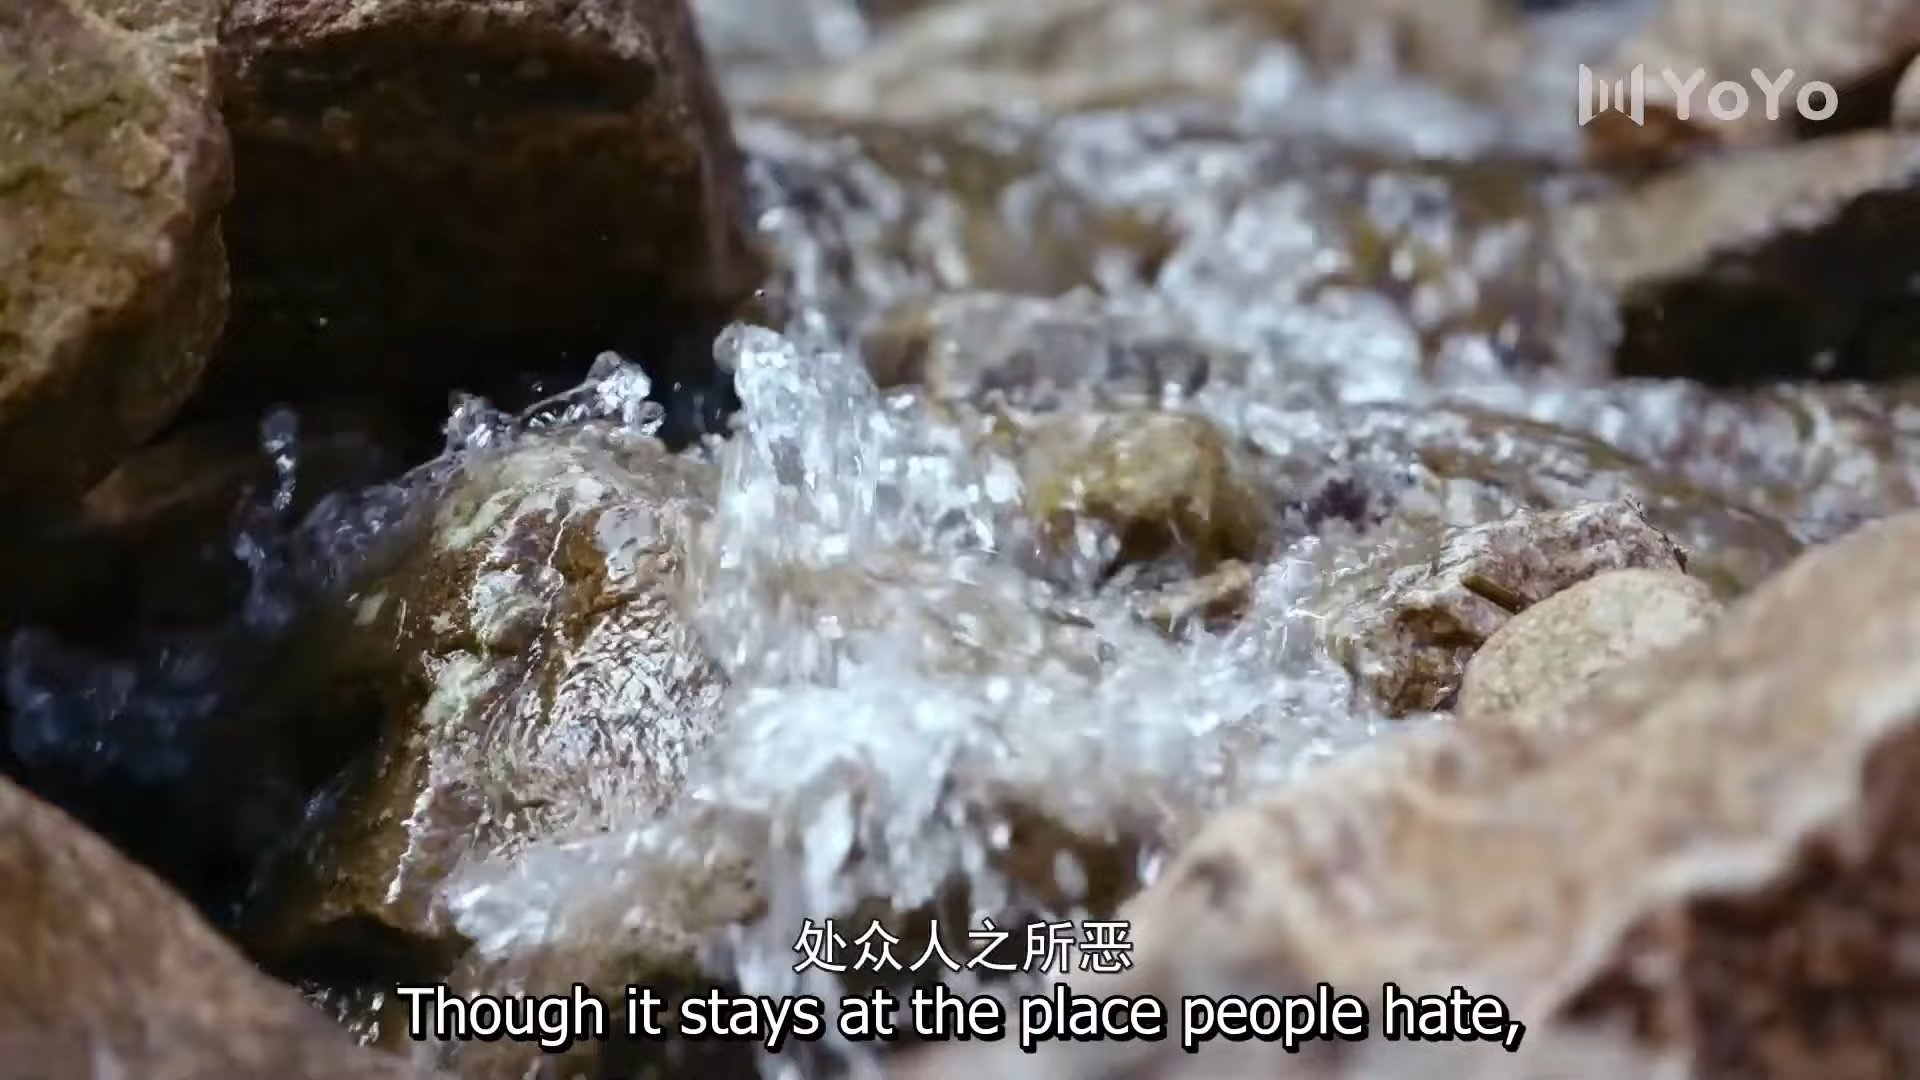 YoYo
处众人之所恶
Though it stays at the place people hate,